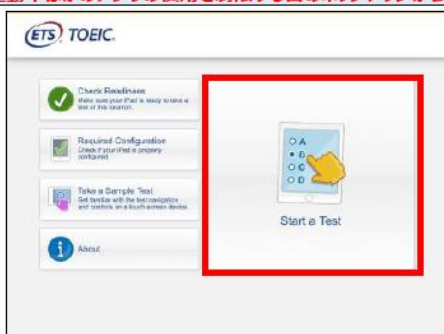 ETS TOEIC.
Check Readiness
Make sure your iPad is ready to take a
test at this location.
Required Configuration
Check if your iPad is properly
configured.
Take a Sample Test
Get familiar with the test navigation
and controls on a touch-screen device.
About
A
B
C
D
Start a Test